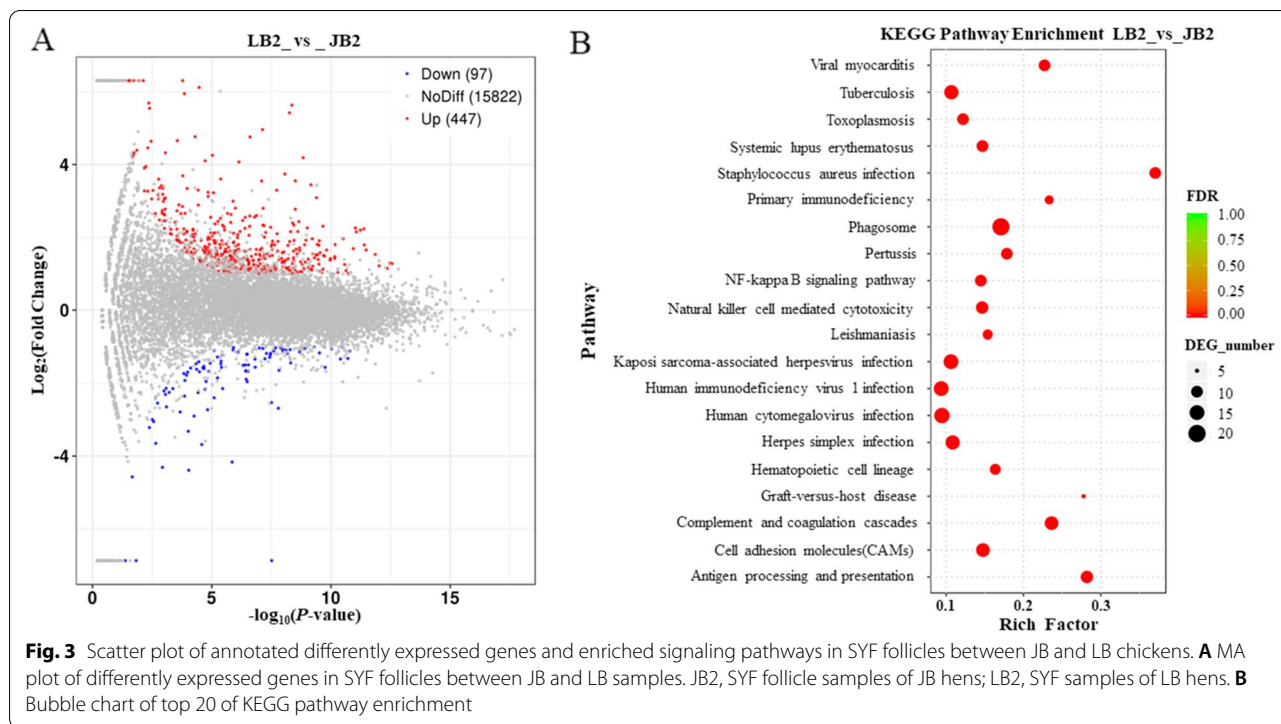 A
LB2_ vs _ JB2
Down (97)
NoDiff (15822)
Up (447)
4
0
-4
Log2(Fold Change)
0
5
10
15
-log10(P-value)
B
KEGG Pathway Enrichment LB2_vs_JB2
Viral myocarditis
Tuberculosis
Toxoplasmosis
Systemic lupus erythematosus
Staphylococcus aureus infection
Primary immunodeficiency
Phagosome
Pertussis
NF-kappa B signaling pathway
Natural killer cell mediated cytotoxicity
Leishmaniasis
Kaposi sarcoma-associated herpesvirus infection
Human immunodeficiency virus 1 infection
Human cytomegalovirus infection
Herpes simplex infection
Hematopoietic cell lineage
Graft-versus-host disease
Complement and coagulation cascades
Cell adhesion molecules(CAMs)
Antigen processing and presentation
Pathway
0.1
0.2
0.3
Rich Factor
FDR
1.00
0.75
0.50
0.25
0.00
DEG_number
5
10
15
20
Fig. 3 Scatter plot of annotated differently expressed genes and enriched signaling pathways in SYF follicles between JB and LB chickens. A MA
plot of differently expressed genes in SYF follicles between JB and LB samples. JB2, SYF follicle samples of JB hens; LB2, SYF samples of LB hens. B
Bubble chart of top 20 of KEGG pathway enrichment